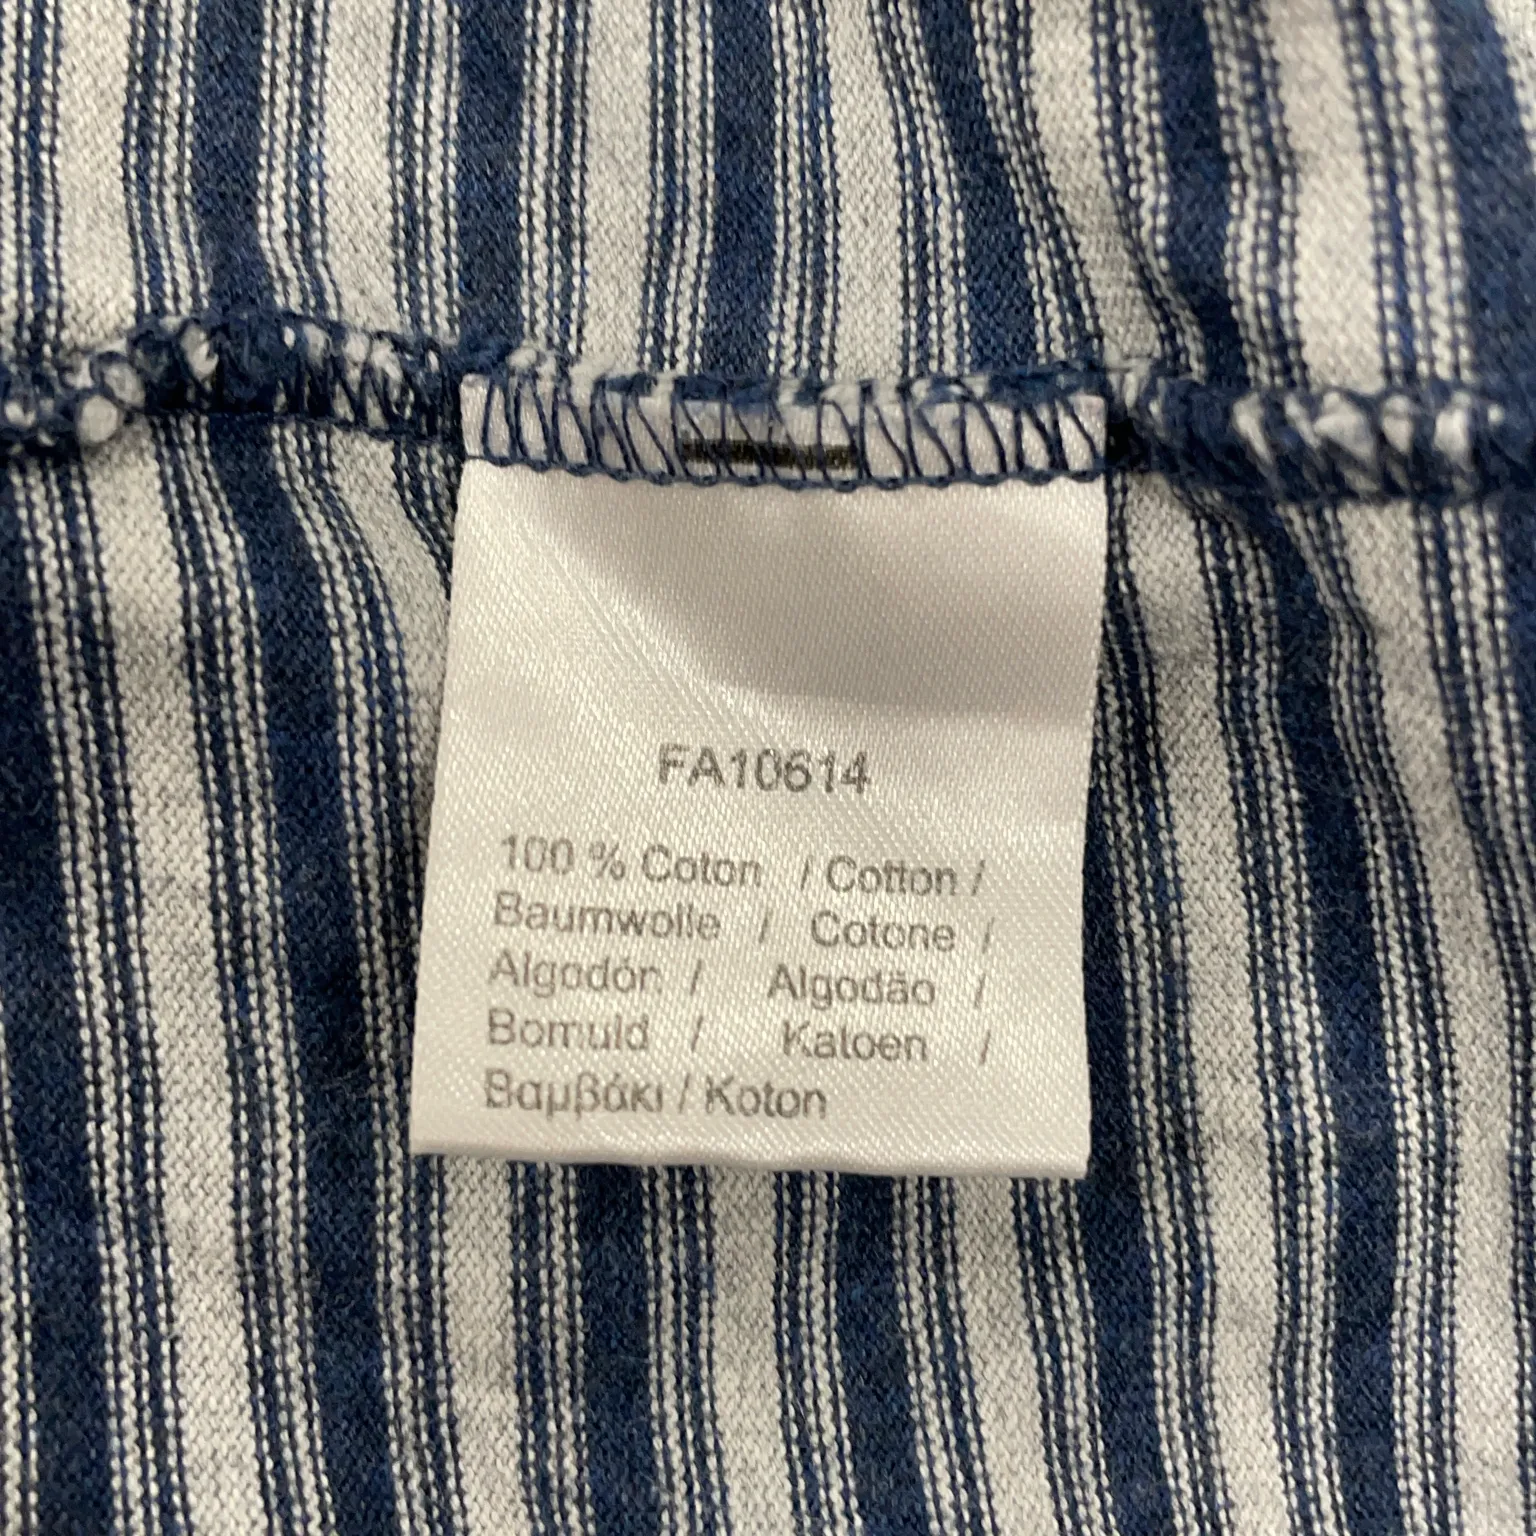 FA10614
100 % Coton / Cotton /
Baumwolle / Cotone /
Algodón / Algodão /
Bomuld / Katoen /
Βαμβάκι / Koton